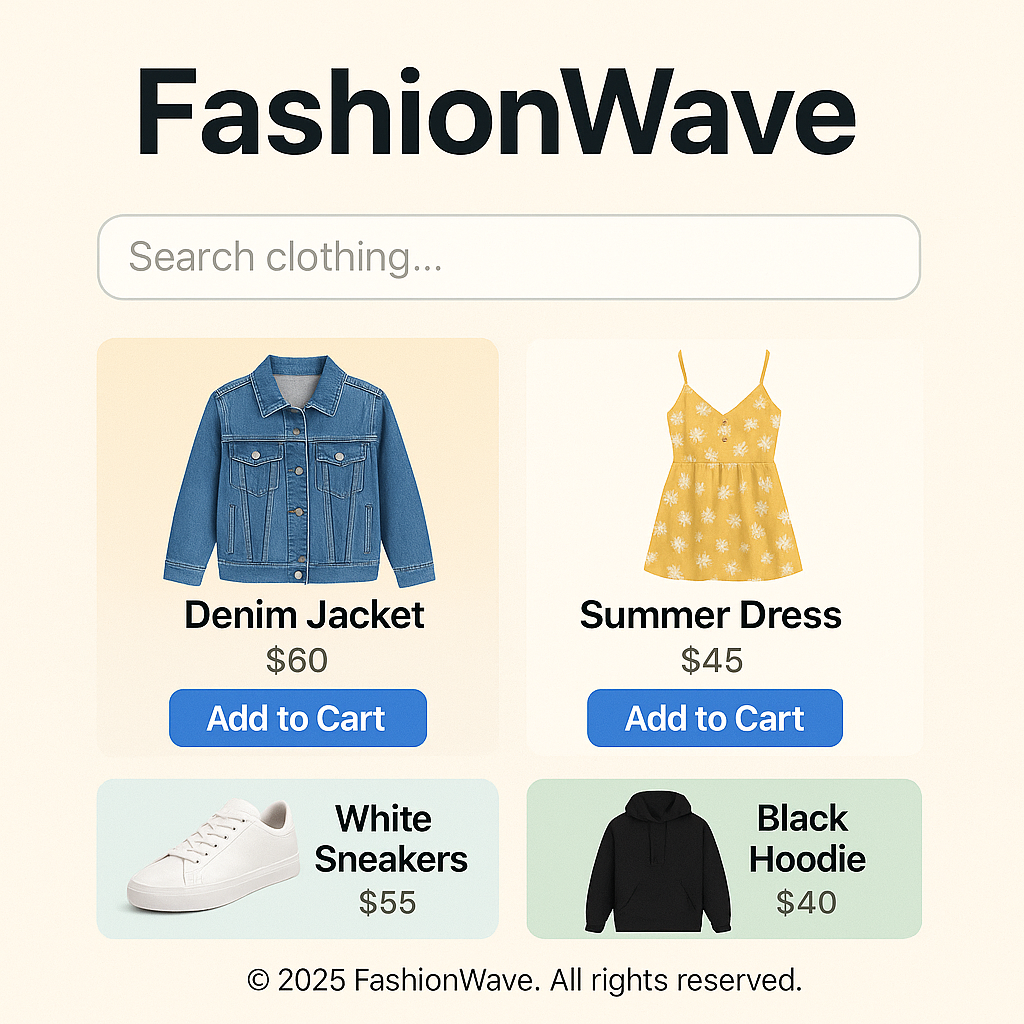 FashionWave
Search clothing...
Denim Jacket
$60
Add to Cart
Summer Dress
$45
Add to Cart
White
Sneakers
$55
Black
Hoodie
$40
© 2025 FashionWave. All rights reserved.